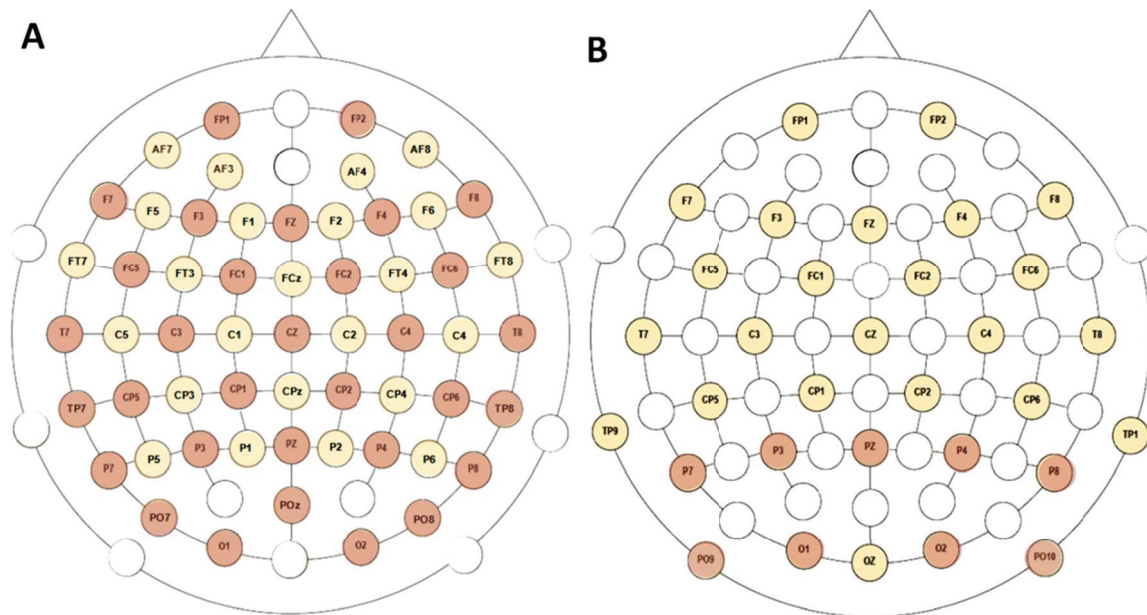 A
B
FP1 FP2
AF7 AF8
AF3 AF4
F7 F8
F5 F3 F1 FZ F2 F4 F6
FT7 FC5 FT3 FC1 FCz FC2 FT4 FC6 FT8
T7 C5 C3 C1 CZ C2 C4 C4 T8
TP7 CP5 CP3 CP1 CPz CP2 CP4 CP6 TP8
P7 P5 P3 P1 PZ P2 P4 P6 P8
PO7 POz PO8
O1 O2
FP1 FP2
F7 F3 FZ F4 F8
FC5 FC1 FC2 FC6
T7 C3 CZ C4 T8
CP5 CP1 CP2 CP6
TP9 TP1
P7 P3 PZ P4 P8
PO9 O1 OZ O2 PO10